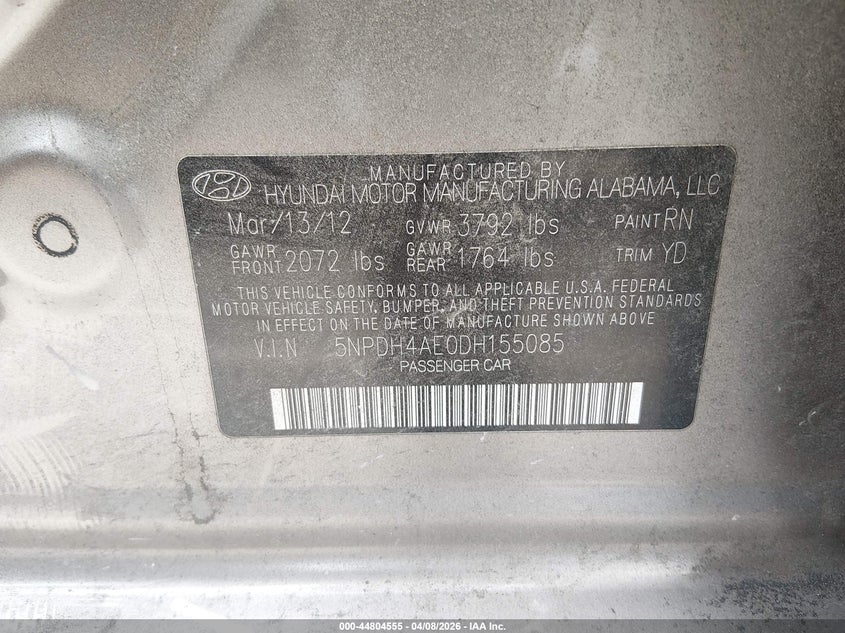 MANUFACTURED BY
HYUNDAI MOTOR MANUFACTURING ALABAMA, LLC
Mar/13/12 GVWR 3792 lbs PAINT RN
GAWR FRONT 2072 lbs GAWR REAR 1764 lbs TRIM YD
THIS VEHICLE CONFORMS TO ALL APPLICABLE U.S.A. FEDERAL
MOTOR VEHICLE SAFETY, BUMPER, AND THEFT PREVENTION STANDARDS
IN EFFECT ON THE DATE OF MANUFACTURE SHOWN ABOVE.
V.I.N 5NPDH4AE0DH155085
PASSENGER CAR
000-44804555 - 04/08/2026 - IAA Inc.